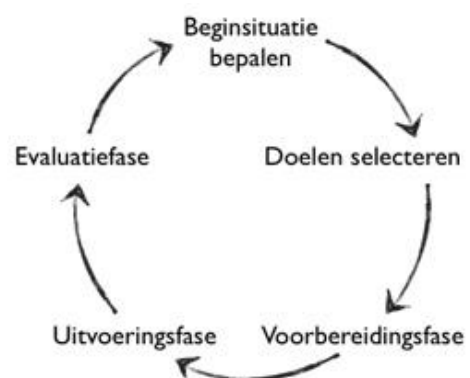 Beginsituatie
bepalen
Doelen selecteren
Voorbereidingsfase
Uitvoeringsfase
Evaluatiefase